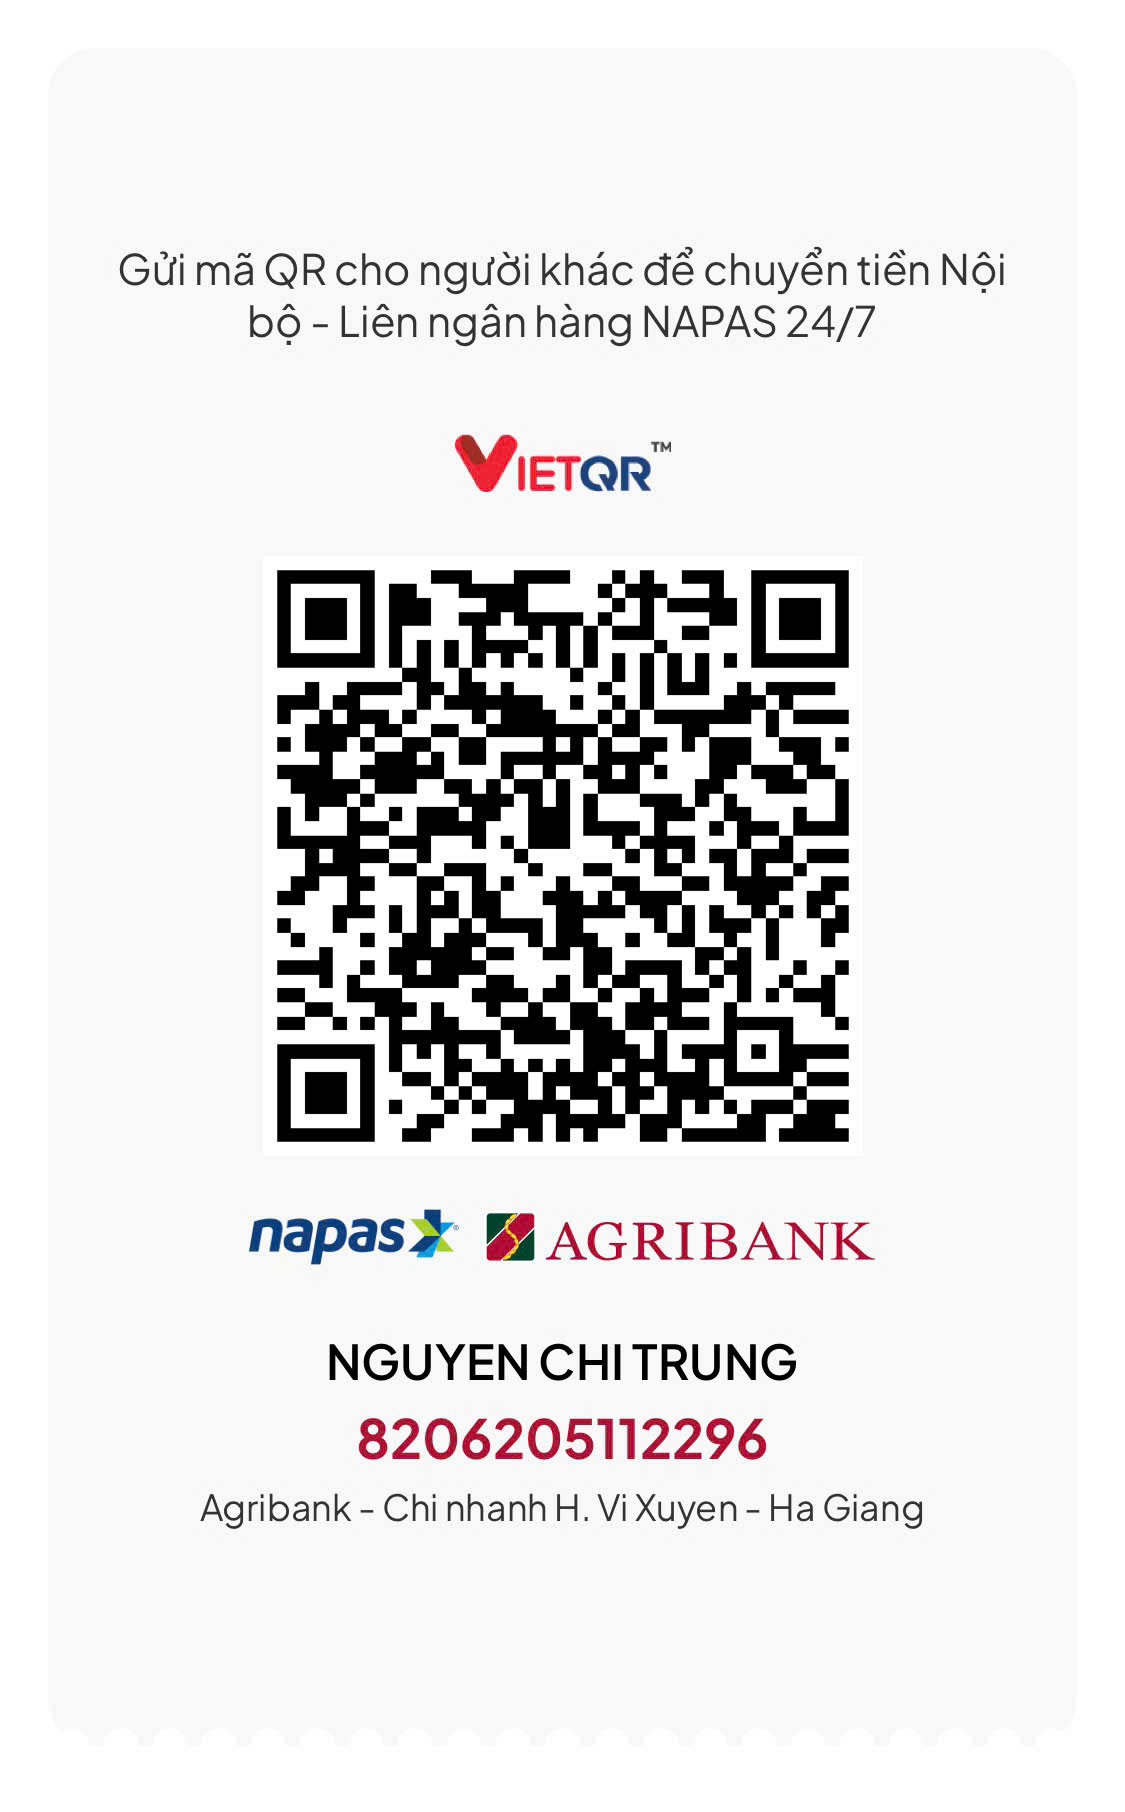 Gửi mã QR cho người khác để chuyển tiền Nội
bộ - Liên ngân hàng NAPAS 24/7
VIETQR™
napas® AGRIBANK
NGUYEN CHI TRUNG
8206205112296
Agribank - Chi nhanh H. Vi Xuyen - Ha Giang